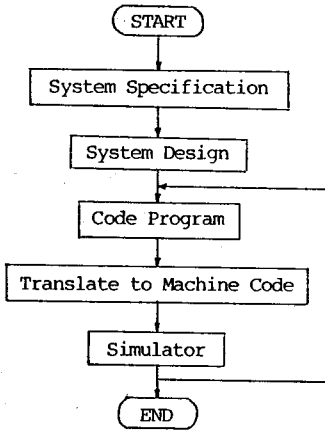 START
System Specification
System Design
Code Program
Translate to Machine Code
Simulator
END